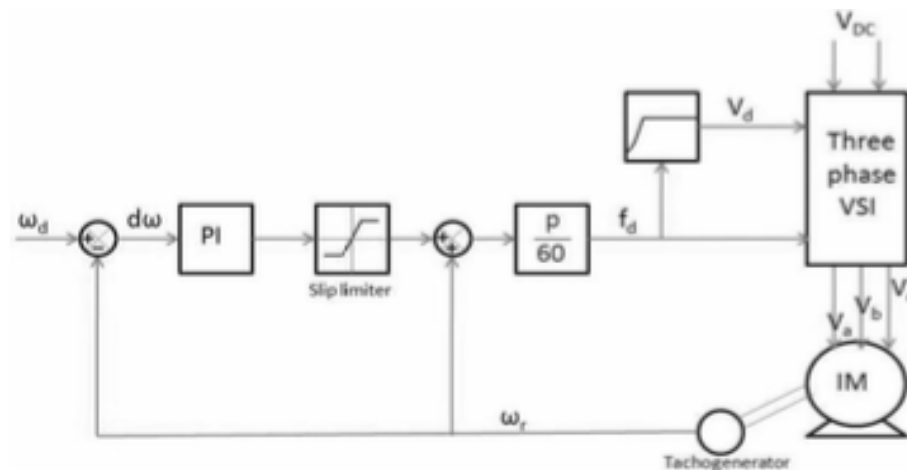 V_DC
V_d
Three
phase
VSI
ω_d
+
−
dω
PI
Slip limiter
+
+
p
60
f_d
V_a
V_b
IM
ω_r
Tachogenerator